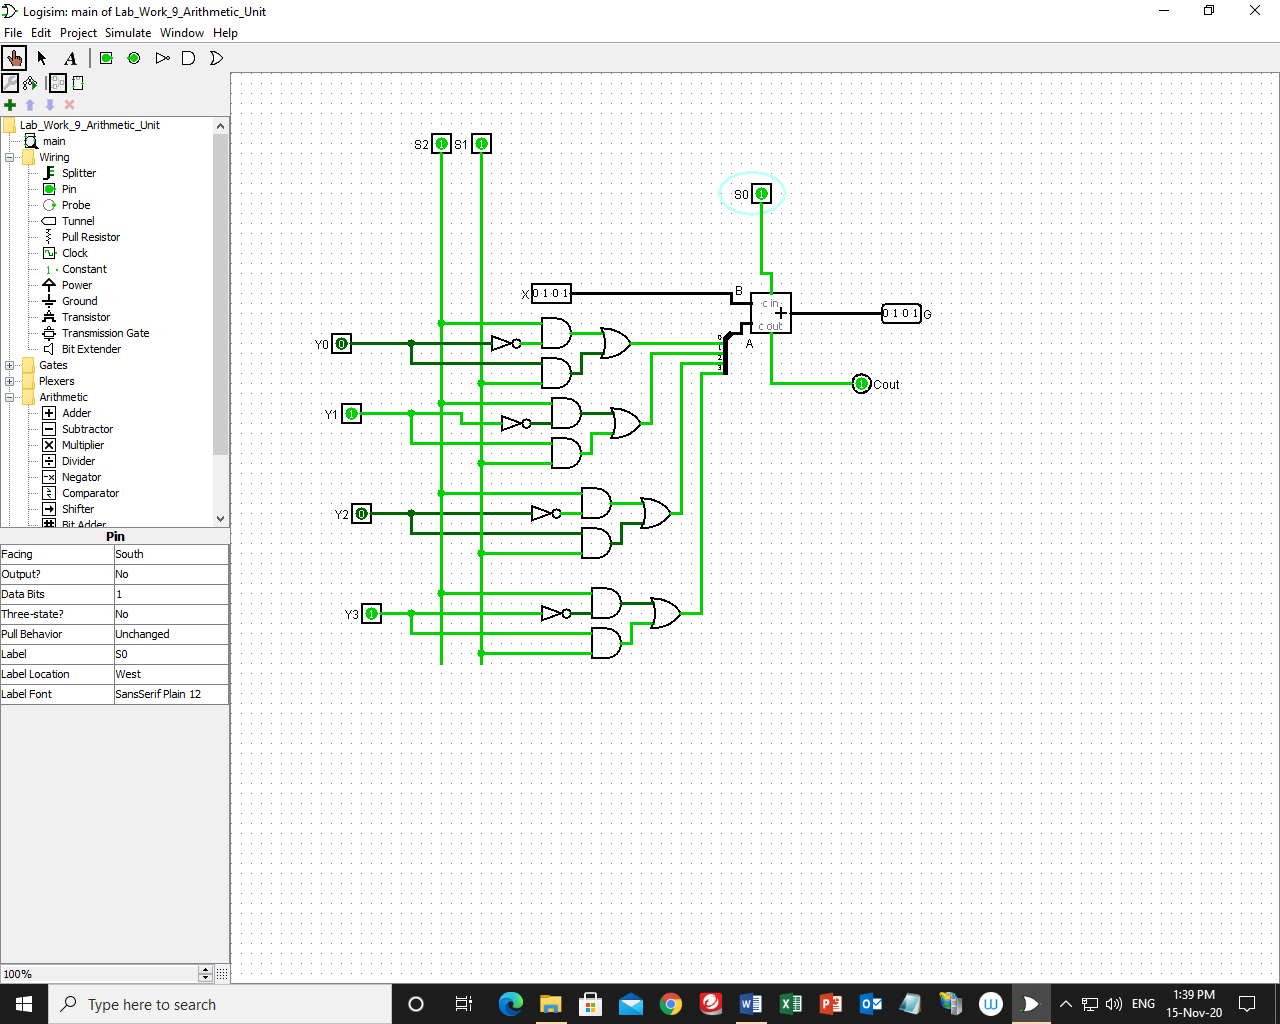 Logisim: main of Lab_Work_9_Arithmetic_Unit
File Edit Project Simulate Window Help
A
Lab_Work_9_Arithmetic_Unit
main
Wiring
Splitter
Pin
Probe
Tunnel
Pull Resistor
Clock
1 Constant
Power
Ground
Transistor
Transmission Gate
Bit Extender
Gates
Plexers
Arithmetic
Adder
Subtractor
Multiplier
Divider
Negator
Comparator
Shifter
Bit Adder
Pin
Facing South
Output? No
Data Bits 1
Three-state? No
Pull Behavior Unchanged
Label S0
Label Location West
Label Font SansSerif Plain 12
100%
S2 1 S1 1
S0 1
X 0 1 0 1
B
c in
+
c out
A
0 1 0 1 G
0
1
2
3
Y0 0
1 Cout
Y1 1
Y2 0
Y3 1
Type here to search
ENG
1:39 PM
15-Nov-20